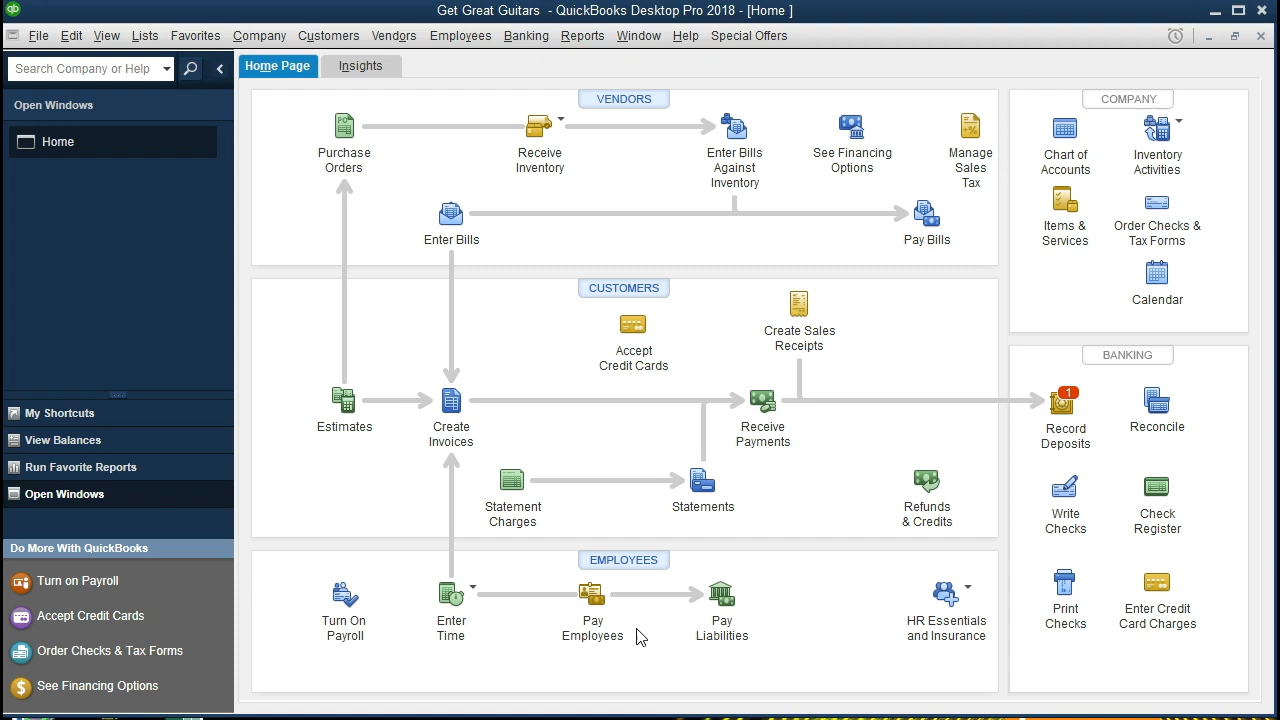 Get Great Guitars - QuickBooks Desktop Pro 2018 - [Home ]
qb
File Edit View Lists Favorites Company Customers Vendors Employees Banking Reports Window Help Special Offers
Search Company or Help
Open Windows
Home
My Shortcuts
View Balances
Run Favorite Reports
Open Windows
Do More With QuickBooks
Turn on Payroll
Accept Credit Cards
Order Checks & Tax Forms
$
See Financing Options
Home Page
Insights
VENDORS
PO
Purchase
Orders
Receive
Inventory
Enter Bills
Against
Inventory
See Financing
Options
Manage
Sales
Tax
Enter Bills
Pay Bills
CUSTOMERS
Accept
Credit Cards
Create Sales
Receipts
Estimates
Create
Invoices
Receive
Payments
Statement
Charges
Statements
Refunds
& Credits
EMPLOYEES
Turn On
Payroll
Enter
Time
Pay
Employees
Pay
Liabilities
HR Essentials
and Insurance
COMPANY
Chart of
Accounts
Inventory
Activities
Items &
Services
Order Checks &
Tax Forms
Calendar
BANKING
1
Record
Deposits
Reconcile
Write
Checks
Check
Register
Print
Checks
Enter Credit
Card Charges